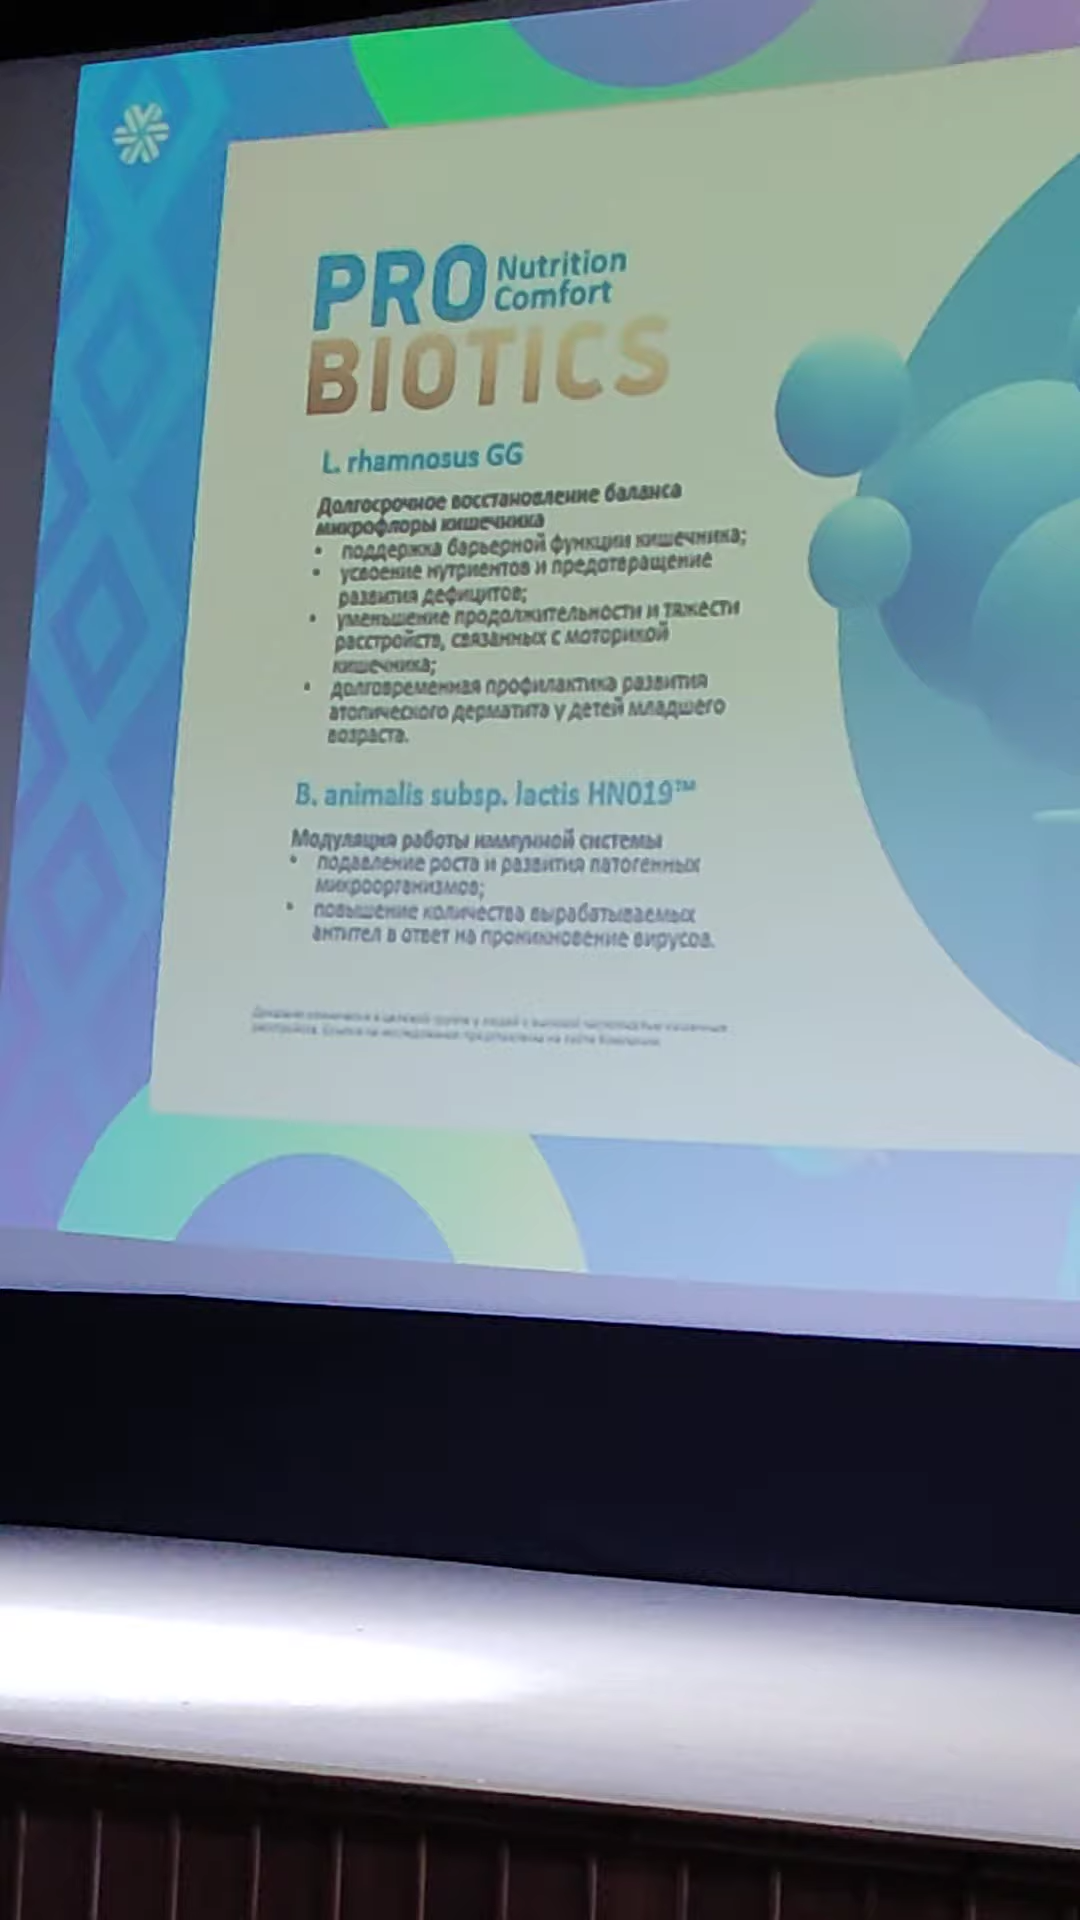 PRO Nutrition Comfort
BIOTICS
L. rhamnosus GG
Долгосрочное восстановление баланса
микрофлоры кишечника
• поддержка барьерной функции кишечника;
• усвоение нутриентов и предотвращение
развития дефицитов;
• уменьшение продолжительности и тяжести
расстройств, связанных с моторикой
кишечника;
• долговременная профилактика развития
атопического дерматита у детей младшего
возраста.
B. animalis subsp. lactis HN019™
Модуляция работы иммунной системы
• подавление роста и развития патогенных
микроорганизмов;
• повышение количества вырабатываемых
антител в ответ на проникновение вирусов.